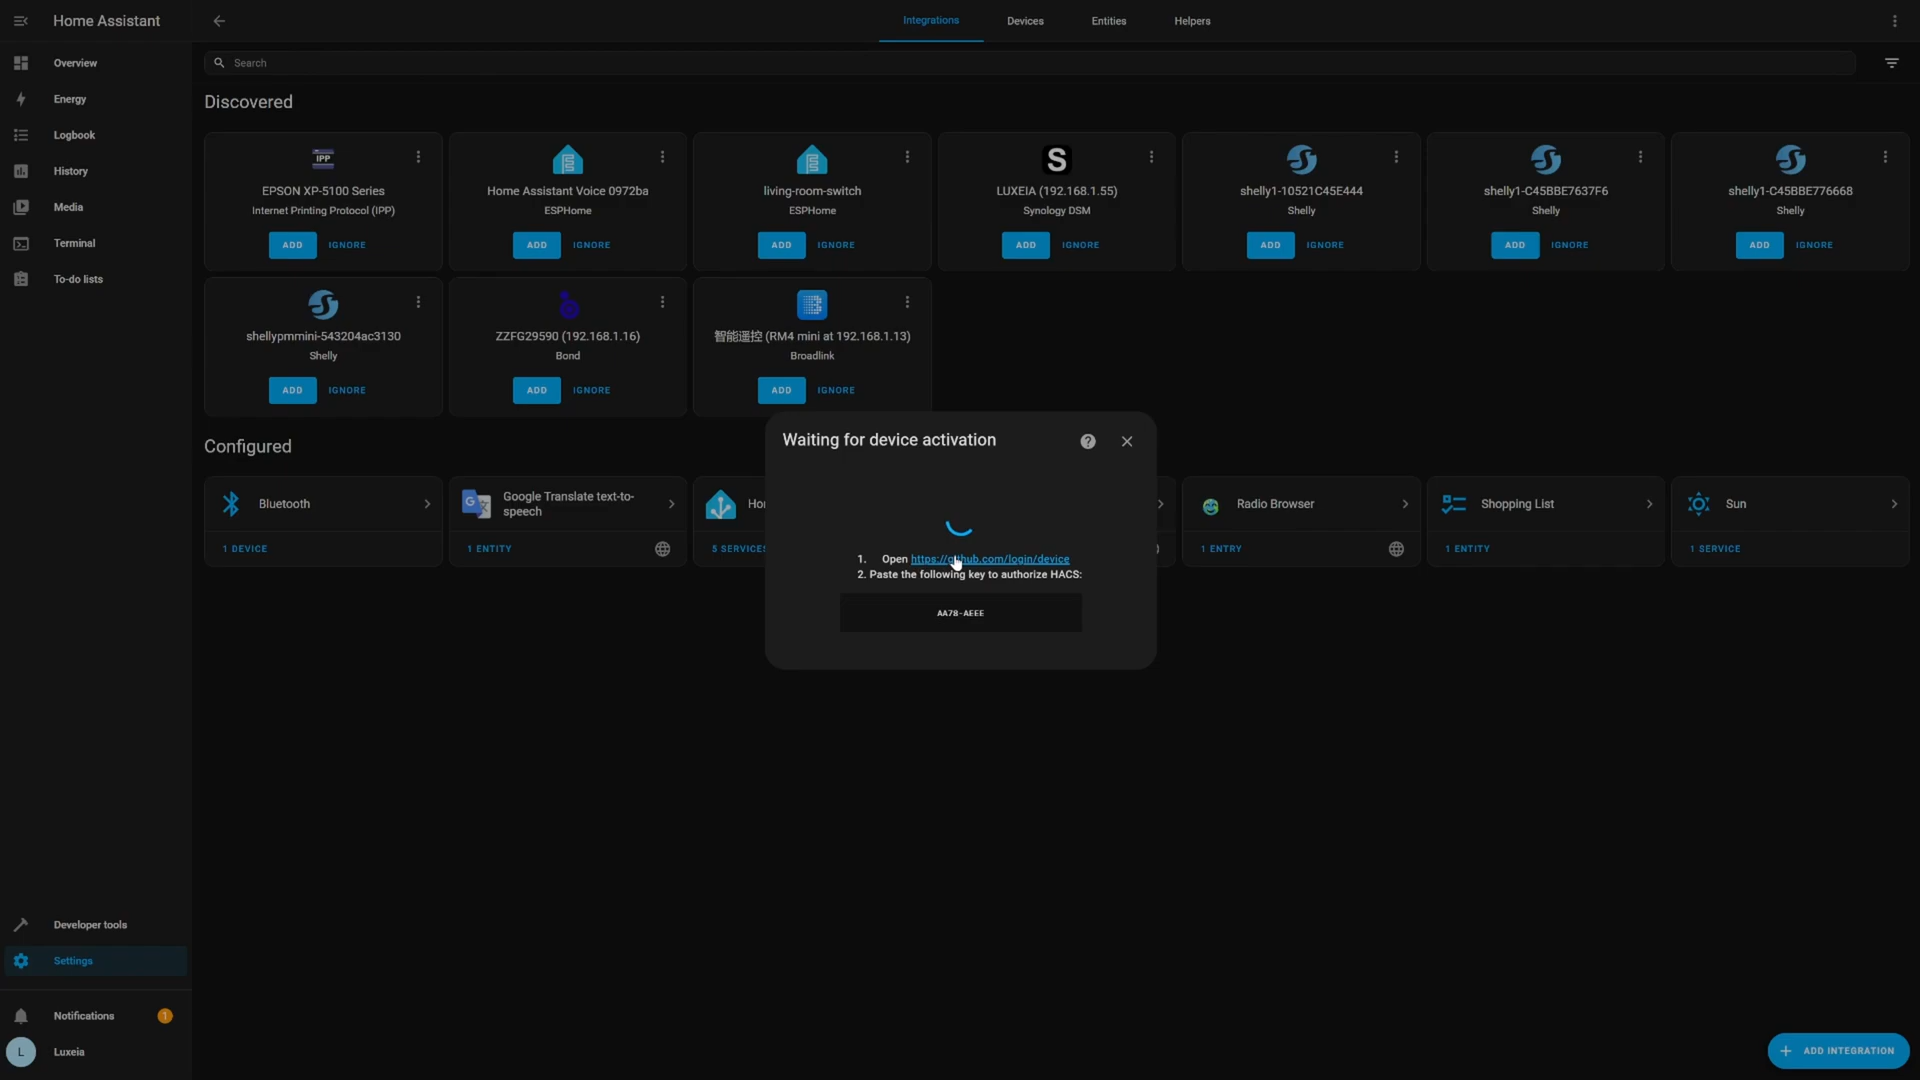 Home Assistant
Integrations
Devices
Entities
Helpers
Overview
Energy
Logbook
History
Media
Terminal
To-do lists
Search
Discovered
IPP
EPSON XP-5100 Series
Internet Printing Protocol (IPP)
ADD IGNORE
Home Assistant Voice 0972ba
ESPHome
ADD IGNORE
living-room-switch
ESPHome
ADD IGNORE
S
LUXEIA (192.168.1.55)
Synology DSM
ADD IGNORE
shelly1-10521C45E444
Shelly
ADD IGNORE
shelly1-C45BBE7637F6
Shelly
ADD IGNORE
shelly1-C45BBE776668
Shelly
ADD IGNORE
shellypmmini-543204ac3130
Shelly
ADD IGNORE
ZZFG29590 (192.168.1.16)
Bond
ADD IGNORE
智能遥控 (RM4 mini at 192.168.1.13)
Broadlink
ADD IGNORE
Configured
Bluetooth
1 DEVICE
Google Translate text-to-
speech
1 ENTITY
5 SERVICES
Waiting for device activation
1. Open https://github.com/login/device
2. Paste the following key to authorize HACS:
AA78-AEEE
Radio Browser
1 ENTRY
Shopping List
1 ENTITY
Sun
1 SERVICE
Developer tools
Settings
Notifications 1
L Luxeia
+ ADD INTEGRATION